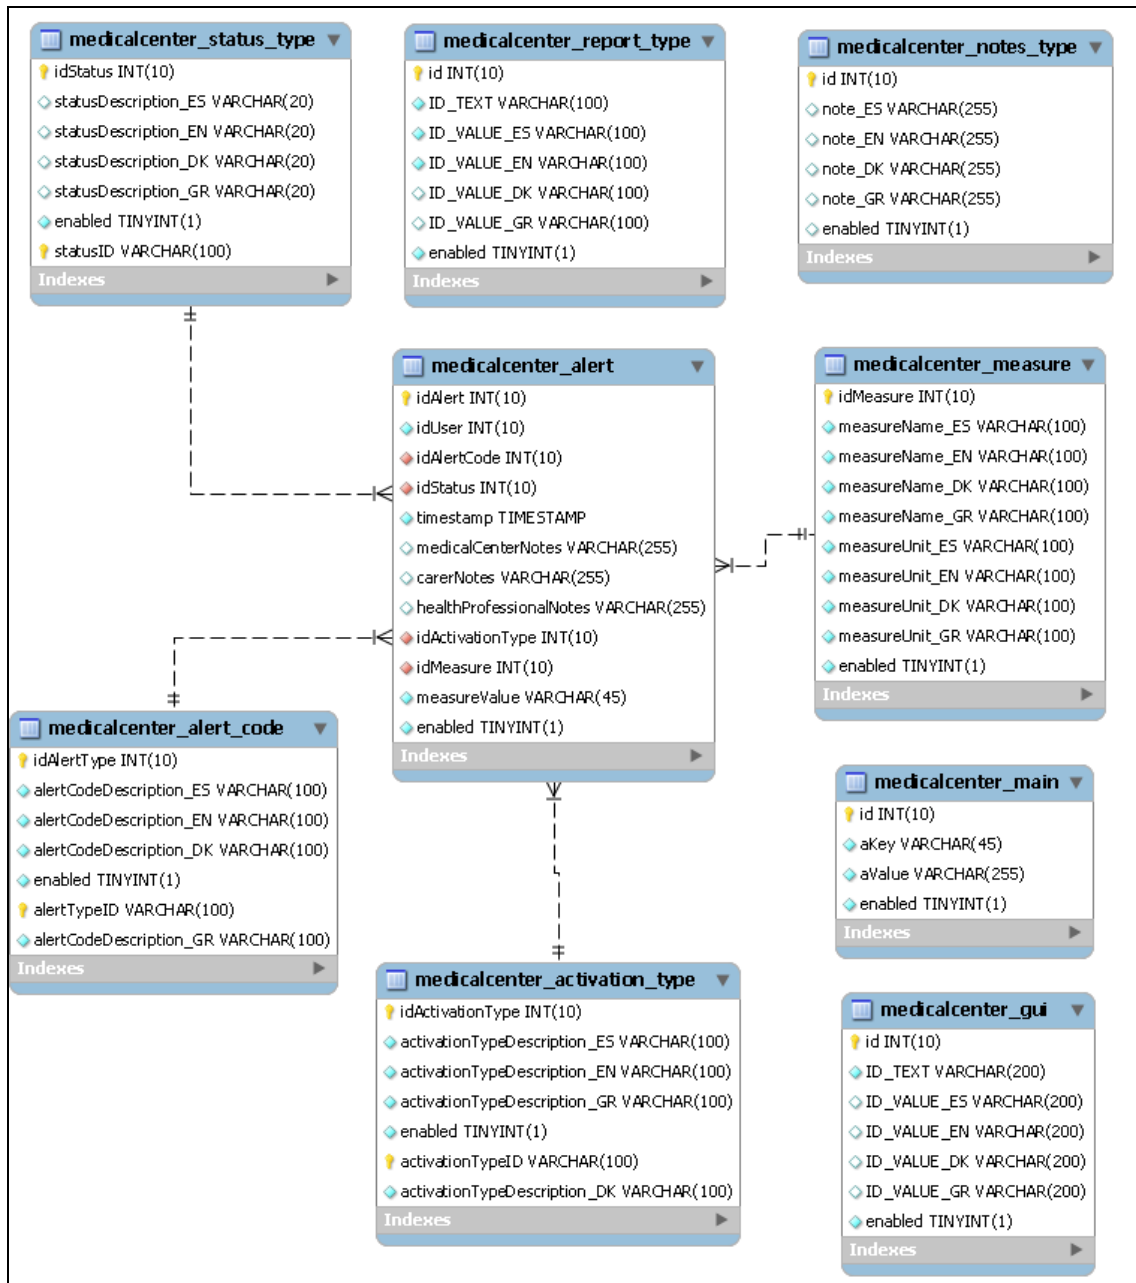 medicalcenter_status_type
idStatus INT(10)
statusDescription_ES VARCHAR(20)
statusDescription_EN VARCHAR(20)
statusDescription_DK VARCHAR(20)
statusDescription_GR VARCHAR(20)
enabled TINYINT(1)
statusID VARCHAR(100)
Indexes
medicalcenter_report_type
id INT(10)
ID_TEXT VARCHAR(100)
ID_VALUE_ES VARCHAR(100)
ID_VALUE_EN VARCHAR(100)
ID_VALUE_DK VARCHAR(100)
ID_VALUE_GR VARCHAR(100)
enabled TINYINT(1)
Indexes
medicalcenter_notes_type
id INT(10)
note_ES VARCHAR(255)
note_EN VARCHAR(255)
note_DK VARCHAR(255)
note_GR VARCHAR(255)
enabled TINYINT(1)
Indexes
medicalcenter_alert
idAlert INT(10)
idUser INT(10)
idAlertCode INT(10)
idStatus INT(10)
timestamp TIMESTAMP
medicalCenterNotes VARCHAR(255)
carerNotes VARCHAR(255)
healthProfessionalNotes VARCHAR(255)
idActivationType INT(10)
idMeasure INT(10)
measureValue VARCHAR(45)
enabled TINYINT(1)
Indexes
medicalcenter_measure
idMeasure INT(10)
measureName_ES VARCHAR(100)
measureName_EN VARCHAR(100)
measureName_DK VARCHAR(100)
measureName_GR VARCHAR(100)
measureUnit_ES VARCHAR(100)
measureUnit_EN VARCHAR(100)
measureUnit_DK VARCHAR(100)
measureUnit_GR VARCHAR(100)
enabled TINYINT(1)
Indexes
medicalcenter_alert_code
idAlertType INT(10)
alertCodeDescription_ES VARCHAR(100)
alertCodeDescription_EN VARCHAR(100)
alertCodeDescription_DK VARCHAR(100)
enabled TINYINT(1)
alertTypeID VARCHAR(100)
alertCodeDescription_GR VARCHAR(100)
Indexes
medicalcenter_main
id INT(10)
aKey VARCHAR(45)
aValue VARCHAR(255)
enabled TINYINT(1)
Indexes
medicalcenter_activation_type
idActivationType INT(10)
activationTypeDescription_ES VARCHAR(100)
activationTypeDescription_EN VARCHAR(100)
activationTypeDescription_GR VARCHAR(100)
enabled TINYINT(1)
activationTypeID VARCHAR(100)
activationTypeDescription_DK VARCHAR(100)
Indexes
medicalcenter_gui
id INT(10)
ID_TEXT VARCHAR(200)
ID_VALUE_ES VARCHAR(200)
ID_VALUE_EN VARCHAR(200)
ID_VALUE_DK VARCHAR(200)
ID_VALUE_GR VARCHAR(200)
enabled TINYINT(1)
Indexes